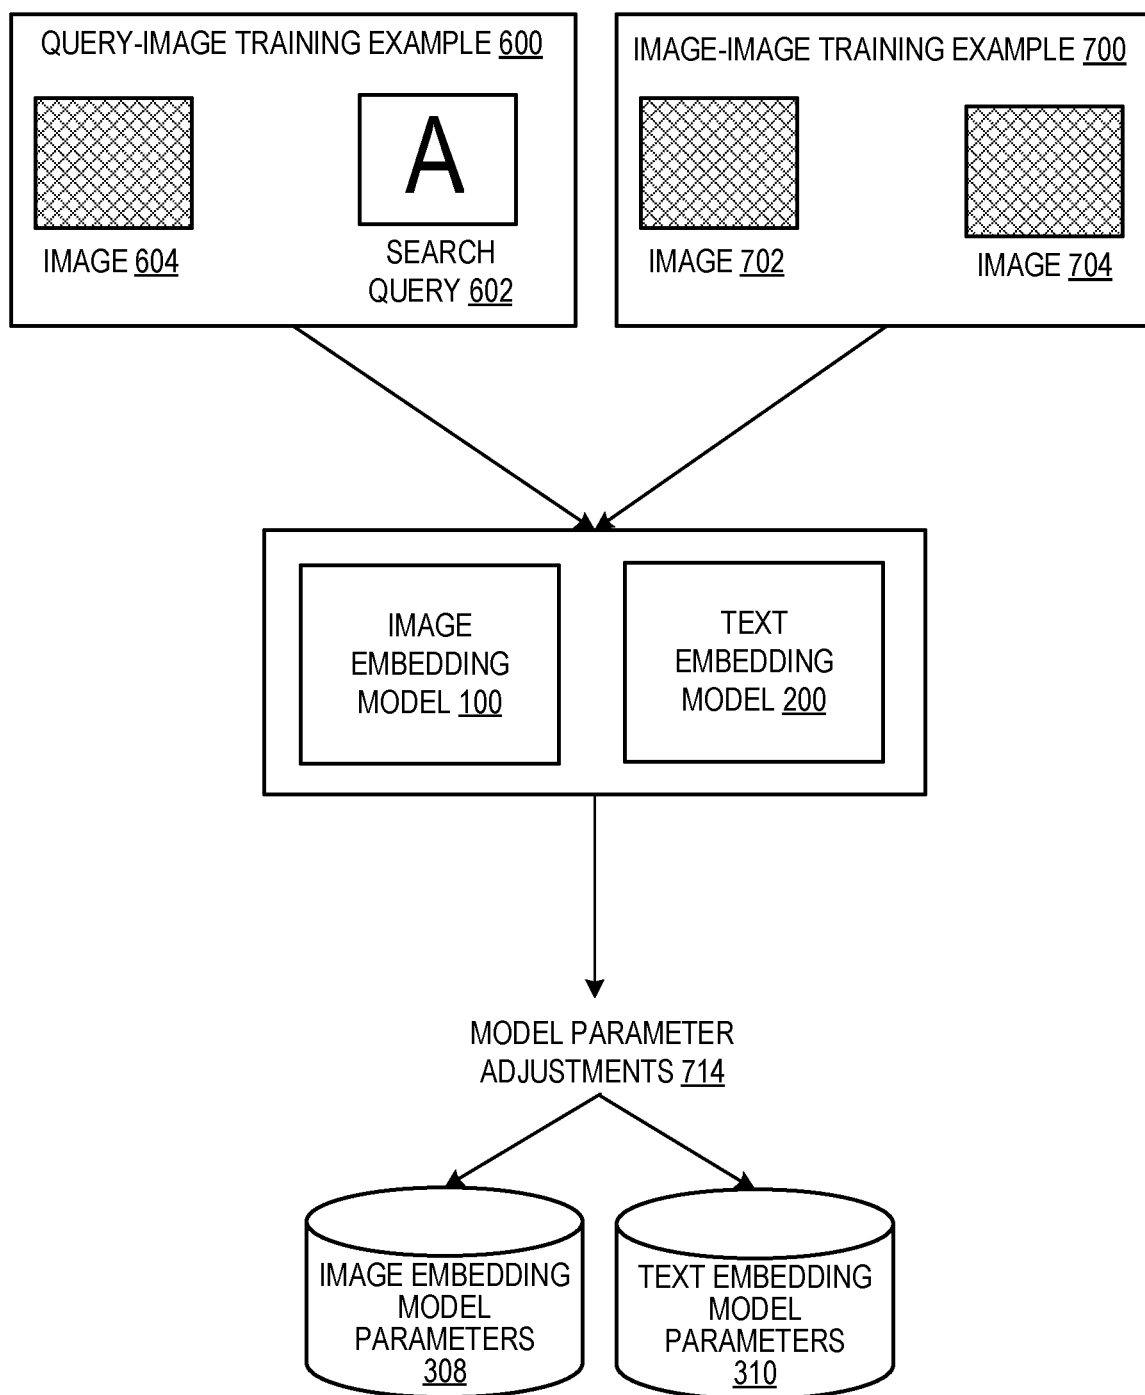 QUERY-IMAGE TRAINING EXAMPLE 600
A
IMAGE 604
SEARCH
QUERY 602
IMAGE-IMAGE TRAINING EXAMPLE 700
IMAGE 702
IMAGE 704
IMAGE
EMBEDDING
MODEL 100
TEXT
EMBEDDING
MODEL 200
MODEL PARAMETER
ADJUSTMENTS 714
IMAGE EMBEDDING
MODEL
PARAMETERS
308
TEXT EMBEDDING
MODEL
PARAMETERS
310